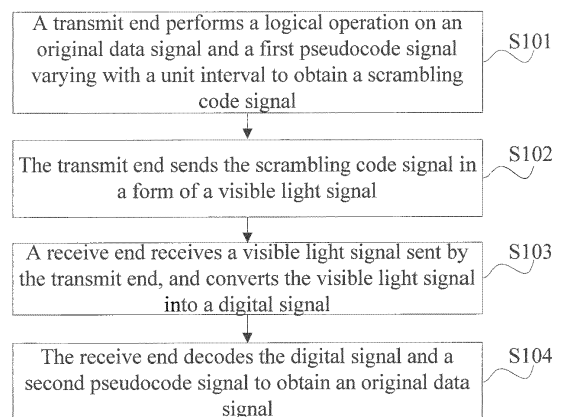 A transmit end performs a logical operation on an
original data signal and a first pseudocode signal
varying with a unit interval to obtain a scrambling
code signal
S101
The transmit end sends the scrambling code signal in
a form of a visible light signal
S102
A receive end receives a visible light signal sent by
the transmit end, and converts the visible light signal
into a digital signal
S103
The receive end decodes the digital signal and a
second pseudocode signal to obtain an original data
signal
S104